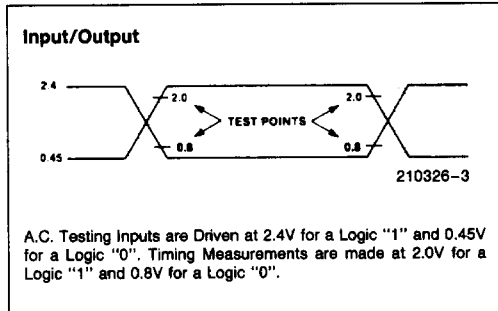 Input/Output
2.4
2.0
2.0
TEST POINTS
0.8
0.8
0.45
210326–3
A.C. Testing Inputs are Driven at 2.4V for a Logic "1" and 0.45V
for a Logic "0". Timing Measurements are made at 2.0V for a
Logic "1" and 0.8V for a Logic "0".